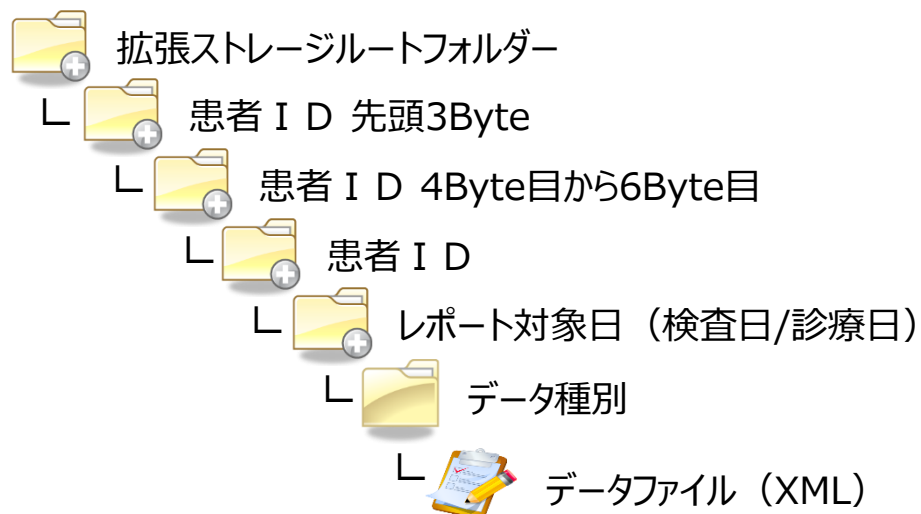 拡張ストレージルートフォルダー
患者ＩＤ 先頭3Byte
患者ＩＤ 4Byte目から6Byte目
患者ＩＤ
レポート対象日（検査日/診療日）
データ種別
データファイル（XML）